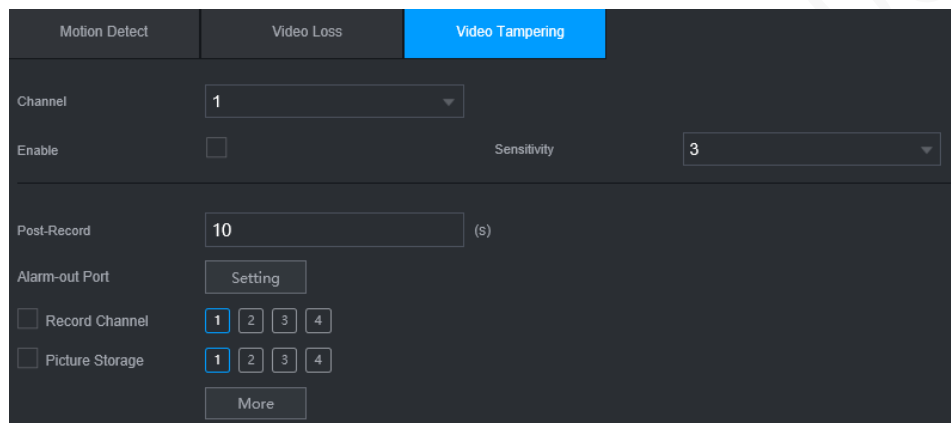 Motion Detect Video Loss Video Tampering
Channel 1
Enable Sensitivity 3
Post-Record 10 (s)
Alarm-out Port Setting
Record Channel 1 2 3 4
Picture Storage 1 2 3 4
More